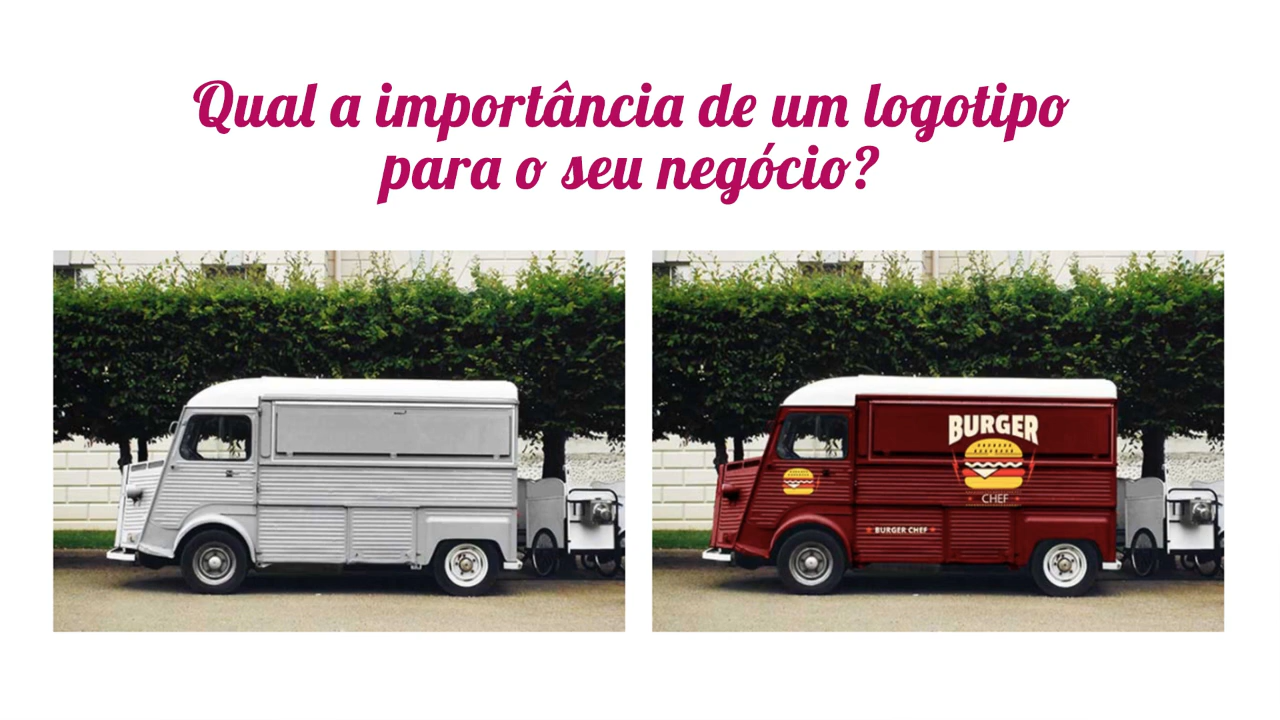 Qual a importância de um logotipo
para o seu negócio?
BURGER
CHEF
BURGER CHEF